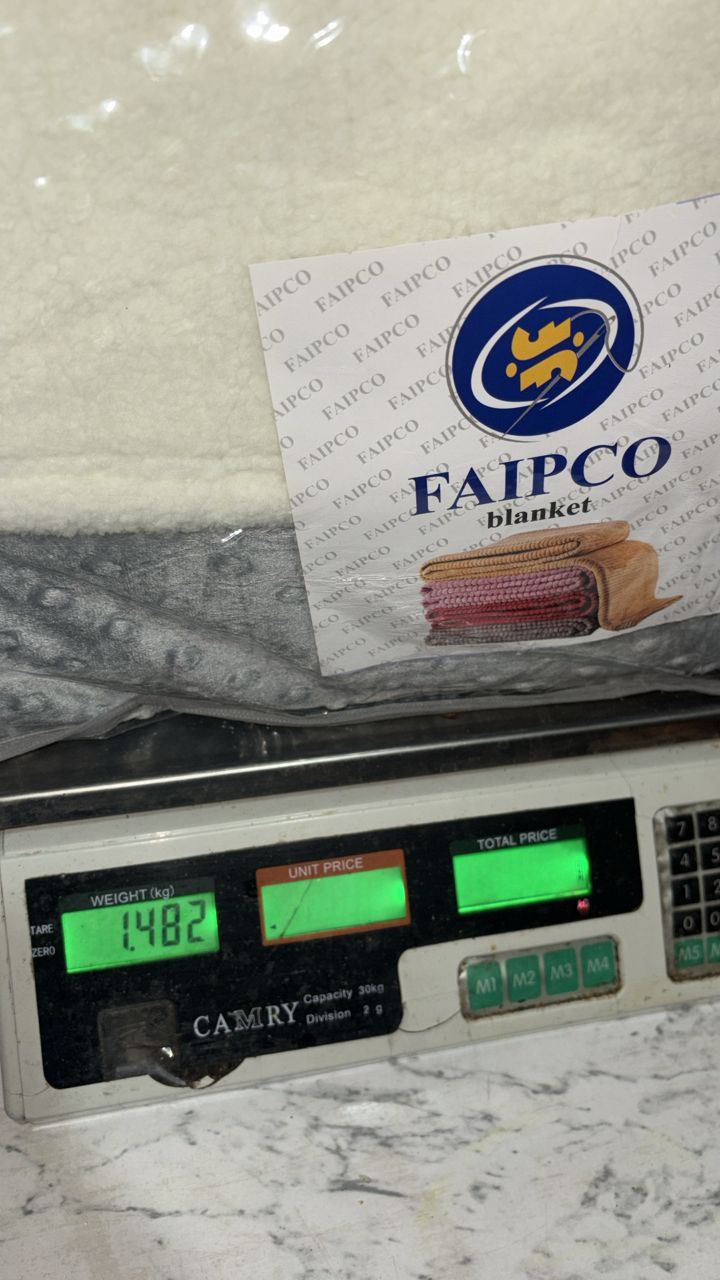 FAIPCO
blanket
WEIGHT (kg)
UNIT PRICE
TOTAL PRICE
TARE
ZERO
1.482
CAMRY
Capacity 30kg
Division 2 g
M1 M2 M3 M4
7 8
4 5
1 2
0
M5